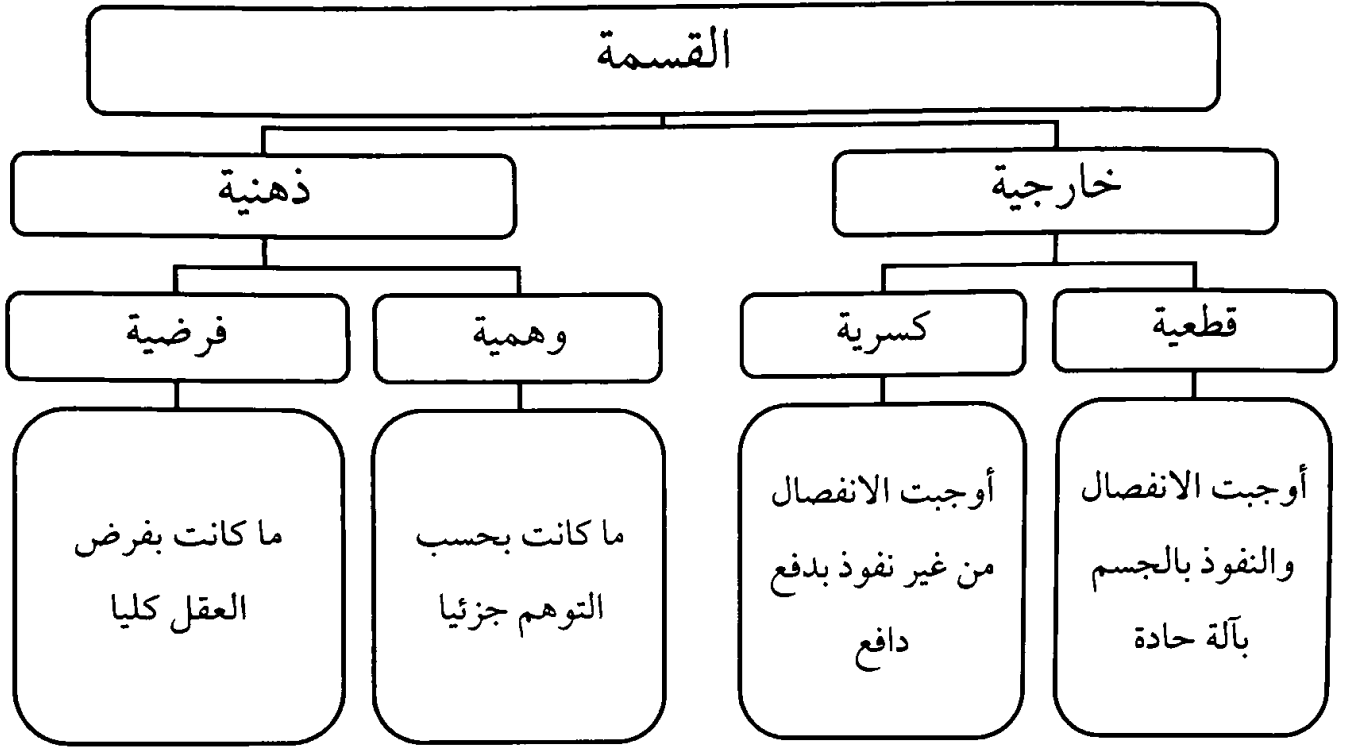 القسمة
خارجية
ذهنية
قطعية
كسرية
وهمية
فرضية
أوجبت الانفصال
والنفوذ بالجسم
بآلة حادة
أوجبت الانفصال
من غير نفوذ بدفع
دافع
ما كانت بحسب
التوهم جزئيا
ما كانت بفرض
العقل كليا